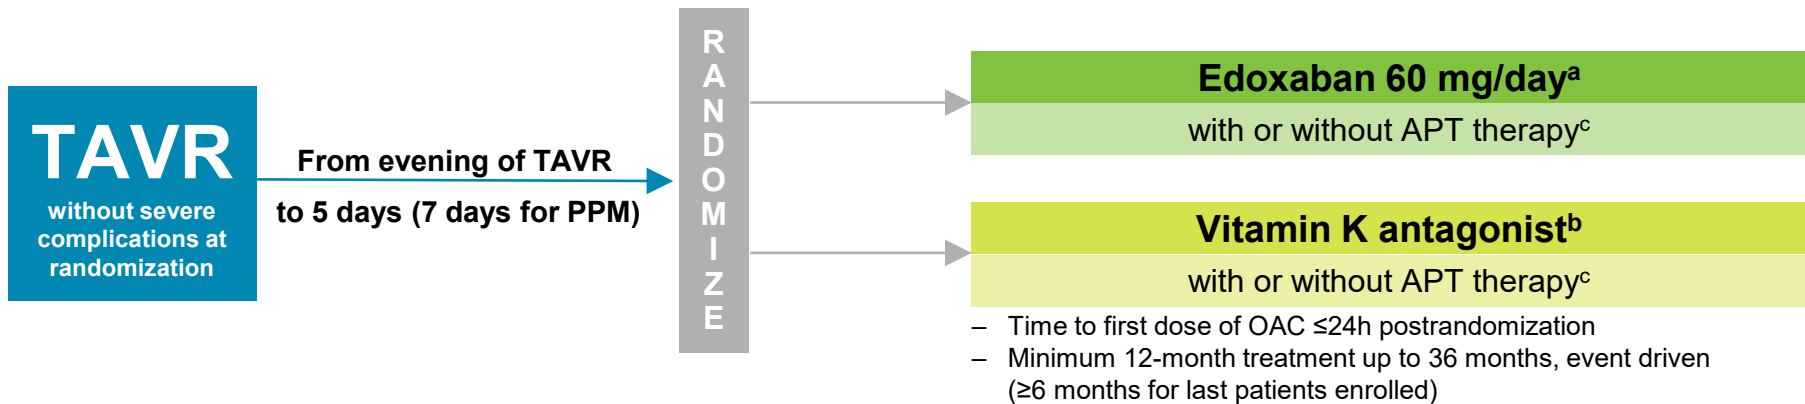 TAVR
without severe
complications at
randomization
From evening of TAVR
to 5 days (7 days for PPM)
RANDOMIZE
Edoxaban 60 mg/dayᵃ
with or without APT therapyᶜ
Vitamin K antagonistᵇ
with or without APT therapyᶜ
– Time to first dose of OAC ≤24h postrandomization
– Minimum 12-month treatment up to 36 months, event driven
(≥6 months for last patients enrolled)